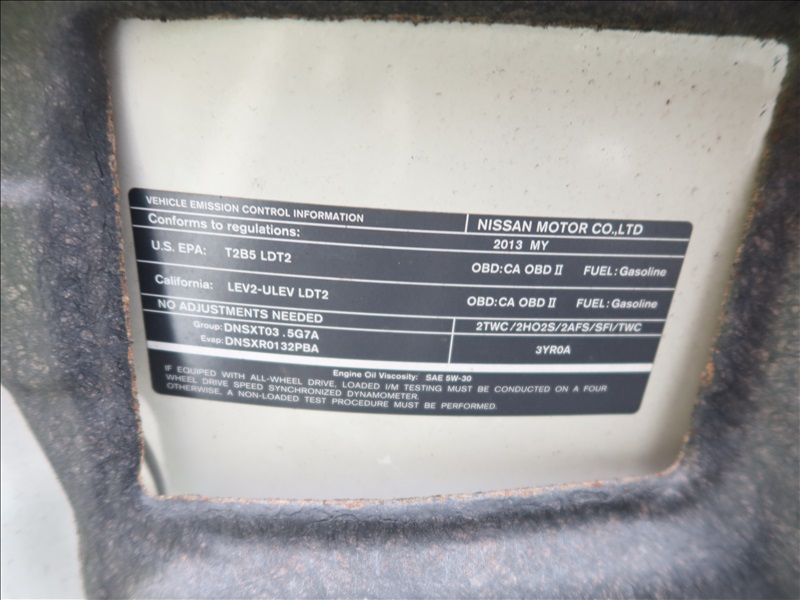 VEHICLE EMISSION CONTROL INFORMATION
NISSAN MOTOR CO.,LTD
Conforms to regulations:
2013 MY
U.S. EPA: T2B5 LDT2
OBD:CA OBD II FUEL:Gasoline
California: LEV2-ULEV LDT2
OBD:CA OBD II FUEL:Gasoline
NO ADJUSTMENTS NEEDED
2TWC/2HO2S/2AFS/SFI/TWC
Group: DNSXT03.5G7A
Evap: DNSXR0132PBA
3YR0A
Engine Oil Viscosity: SAE 5W-30
IF EQUIPPED WITH ALL-WHEEL DRIVE, LOADED I/M TESTING MUST BE CONDUCTED ON A FOUR
WHEEL DRIVE SPEED SYNCHRONIZED DYNAMOMETER.
OTHERWISE, A NON-LOADED TEST PROCEDURE MUST BE PERFORMED.